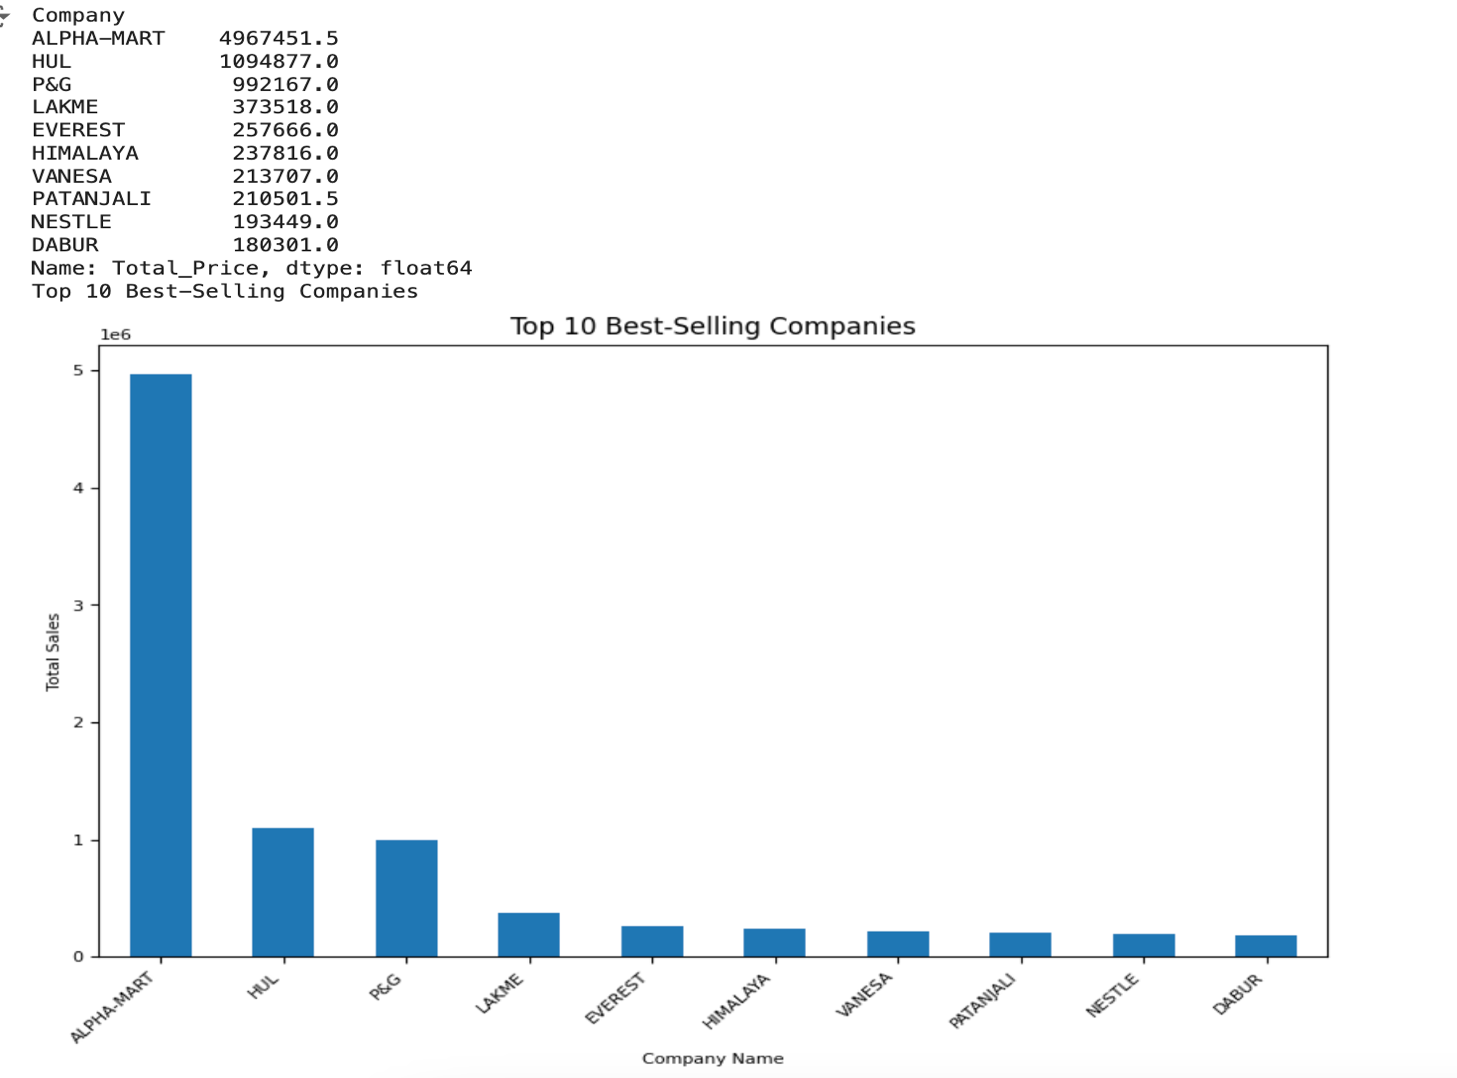 Company
ALPHA-MART 4967451.5
HUL 1094877.0
P&G 992167.0
LAKME 373518.0
EVEREST 257666.0
HIMALAYA 237816.0
VANESA 213707.0
PATANJALI 210501.5
NESTLE 193449.0
DABUR 180301.0
Name: Total_Price, dtype: float64
Top 10 Best-Selling Companies
Top 10 Best-Selling Companies
1e6
5
4
3
2
1
0
Total Sales
ALPHA-MART
HUL
P&G
LAKME
EVEREST
HIMALAYA
VANESA
PATANJALI
NESTLE
DABUR
Company Name